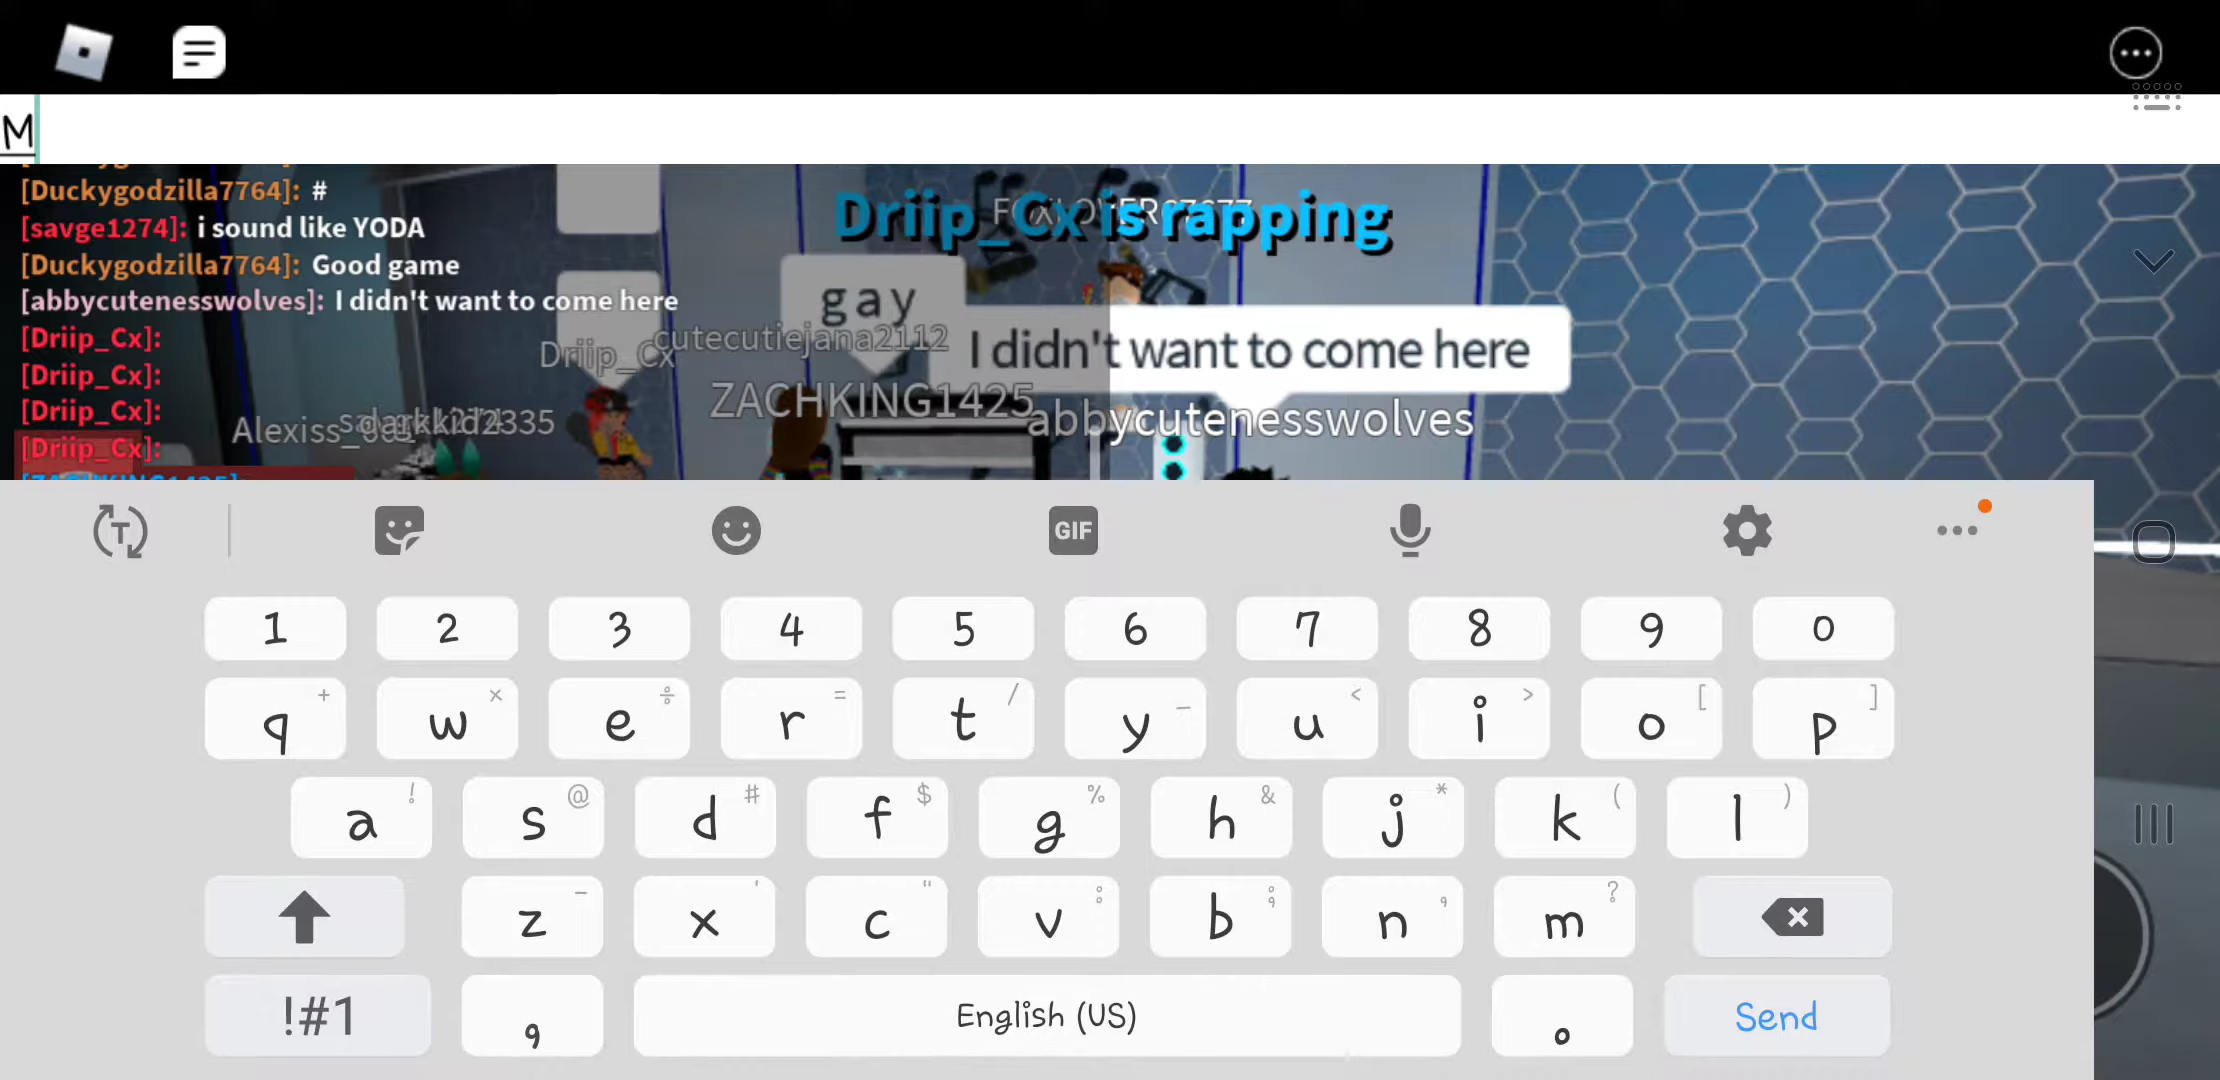 M
[Duckygodzilla7764]: #
[savge1274]: i sound like YODA
[Duckygodzilla7764]: Good game
[abbycutenesswolves]: I didn't want to come here
[Driip_Cx]:
[Driip_Cx]:
[Driip_Cx]:
[Driip_Cx]:
[ZACHKING1425]:
Driip_Cx is rapping
gay
I didn't want to come here
Driip_Cx
cutecutiejana2112
ZACHKING1425
abbycutenesswolves
T
GIF
1 2 3 4 5 6 7 8 9 0
+ × ÷ = / _ < > [ ]
q w e r t y u i o p
! @ # $ % & * ( )
a s d f g h j k l
- ' " : ; , ?
z x c v b n m
!#1 , English (US) . Send